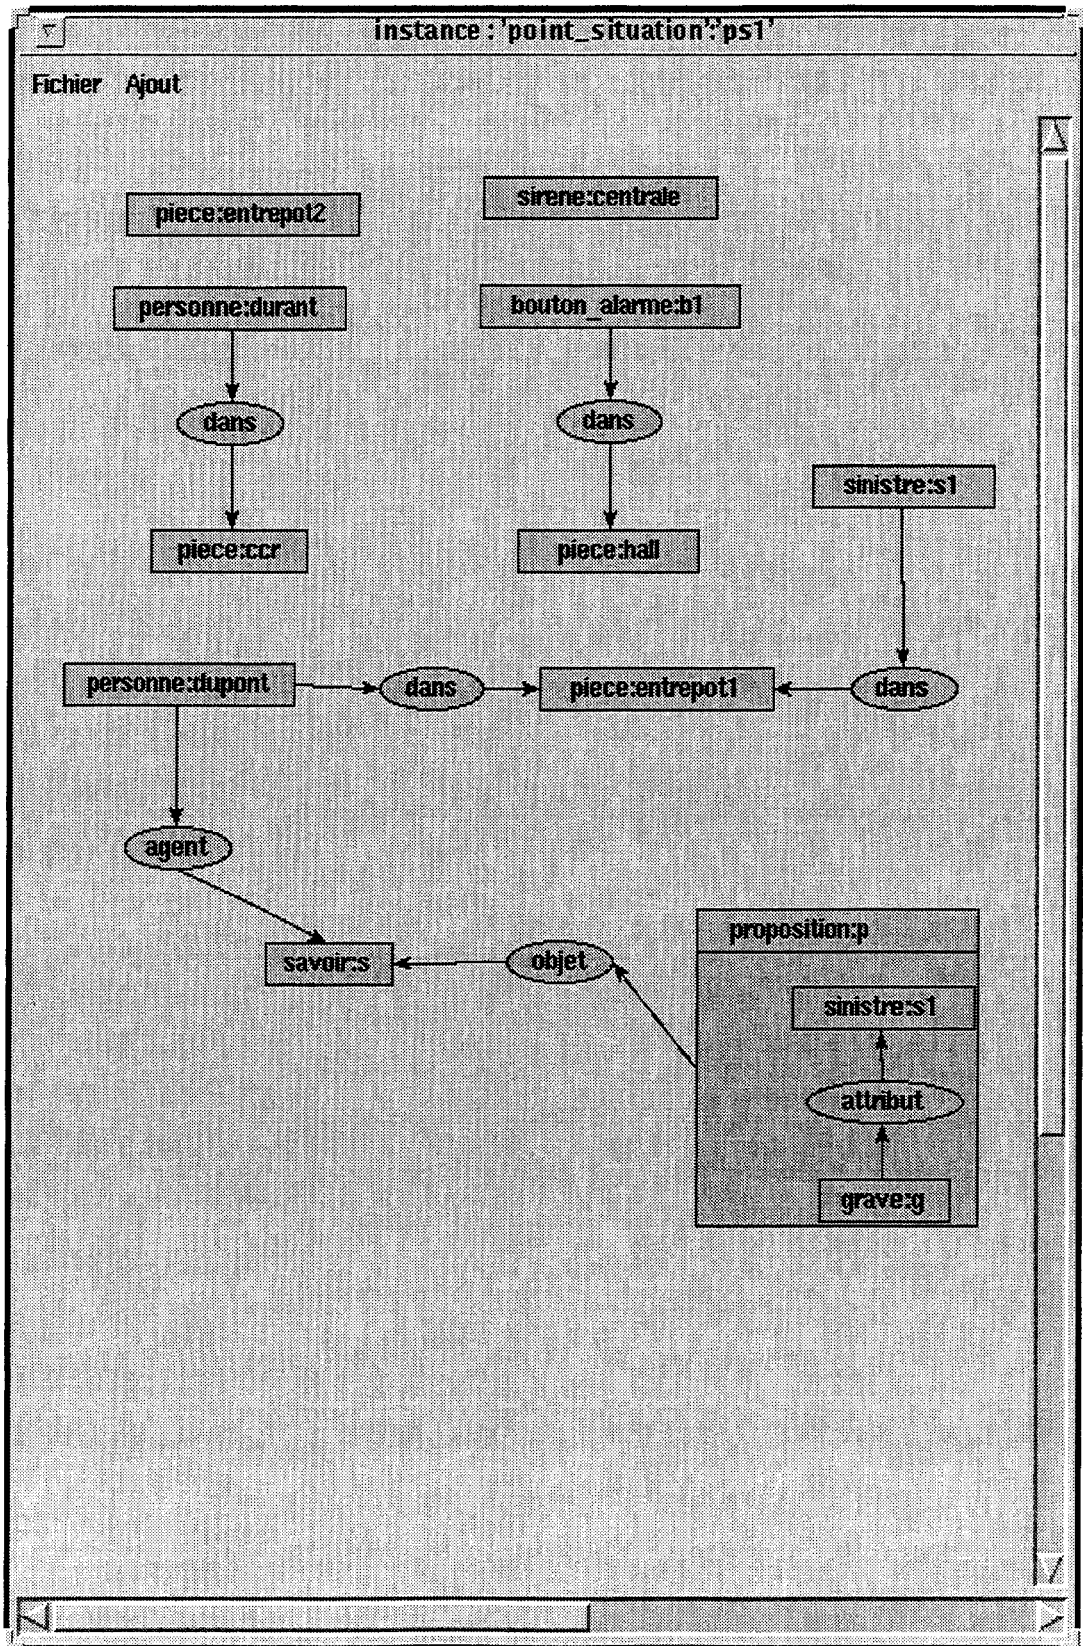 instance : 'point_situation':'ps1'
Fichier Ajout
piece:entrepot2
sirene:centrale
personne:durant
bouton_alarme:b1
dans
dans
sinistre:s1
piece:ccr
piece:hall
personne:dupont
dans
piece:entrepot1
dans
agent
proposition:p
savoir:s
objet
sinistre:s1
attribut
grave:g